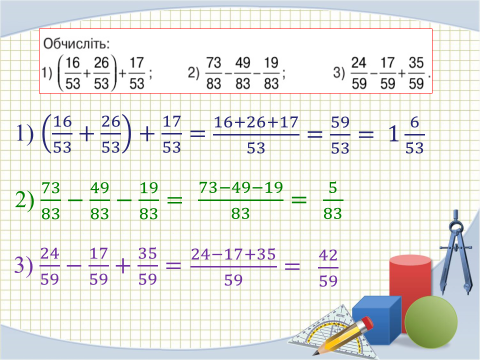 Обчисліть:
1) (16/53 + 26/53) + 17/53 ; 2) 73/83 − 49/83 − 19/83 ; 3) 24/59 − 17/59 + 35/59 .
1) (16/53 + 26/53) + 17/53 = 16+26+17/53 = 59/53 = 1 6/53
2) 73/83 − 49/83 − 19/83 = 73−49−19/83 = 5/83
3) 24/59 − 17/59 + 35/59 = 24−17+35/59 = 42/59